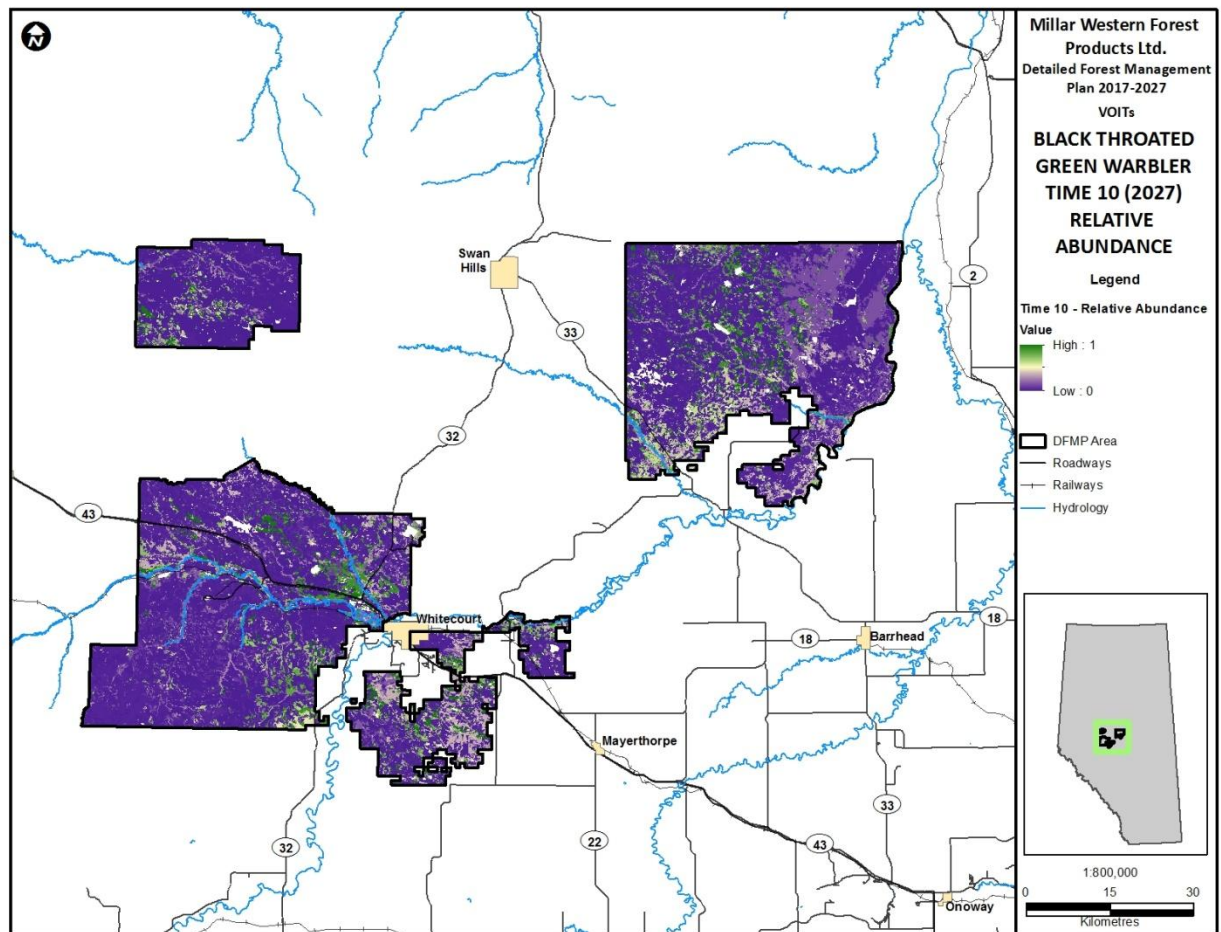 N
Swan
Hills
33
2
32
43
Whitecourt
18
18
Barrhead
Mayerthorpe
33
32
22
43
Onoway
Millar Western Forest
Products Ltd.
Detailed Forest Management
Plan 2017-2027
VOITs
BLACK THROATED
GREEN WARBLER
TIME 10 (2027)
RELATIVE
ABUNDANCE
Legend
Time 10 - Relative Abundance
Value
High : 1
Low : 0
DFMP Area
Roadways
Railways
Hydrology
1:800,000
0 15 30
Kilometres